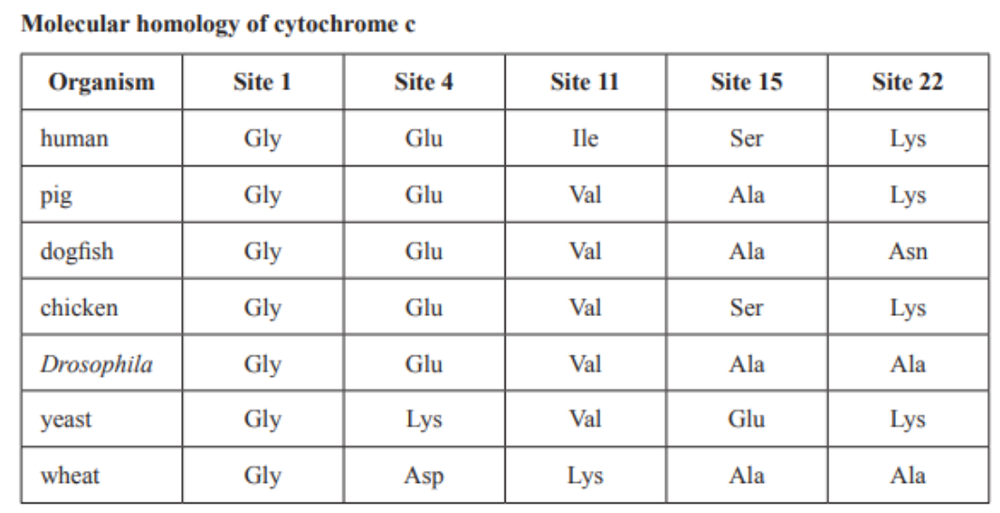 Molecular homology of cytochrome c
Organism Site 1 Site 4 Site 11 Site 15 Site 22
human Gly Glu Ile Ser Lys
pig Gly Glu Val Ala Lys
dogfish Gly Glu Val Ala Asn
chicken Gly Glu Val Ser Lys
Drosophila Gly Glu Val Ala Ala
yeast Gly Lys Val Glu Lys
wheat Gly Asp Lys Ala Ala